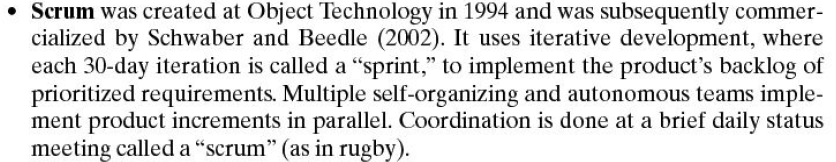 • Scrum was created at Object Technology in 1994 and was subsequently commer-
cialized by Schwaber and Beedle (2002). It uses iterative development, where
each 30-day iteration is called a “sprint,” to implement the product’s backlog of
prioritized requirements. Multiple self-organizing and autonomous teams imple-
ment product increments in parallel. Coordination is done at a brief daily status
meeting called a “scrum” (as in rugby).